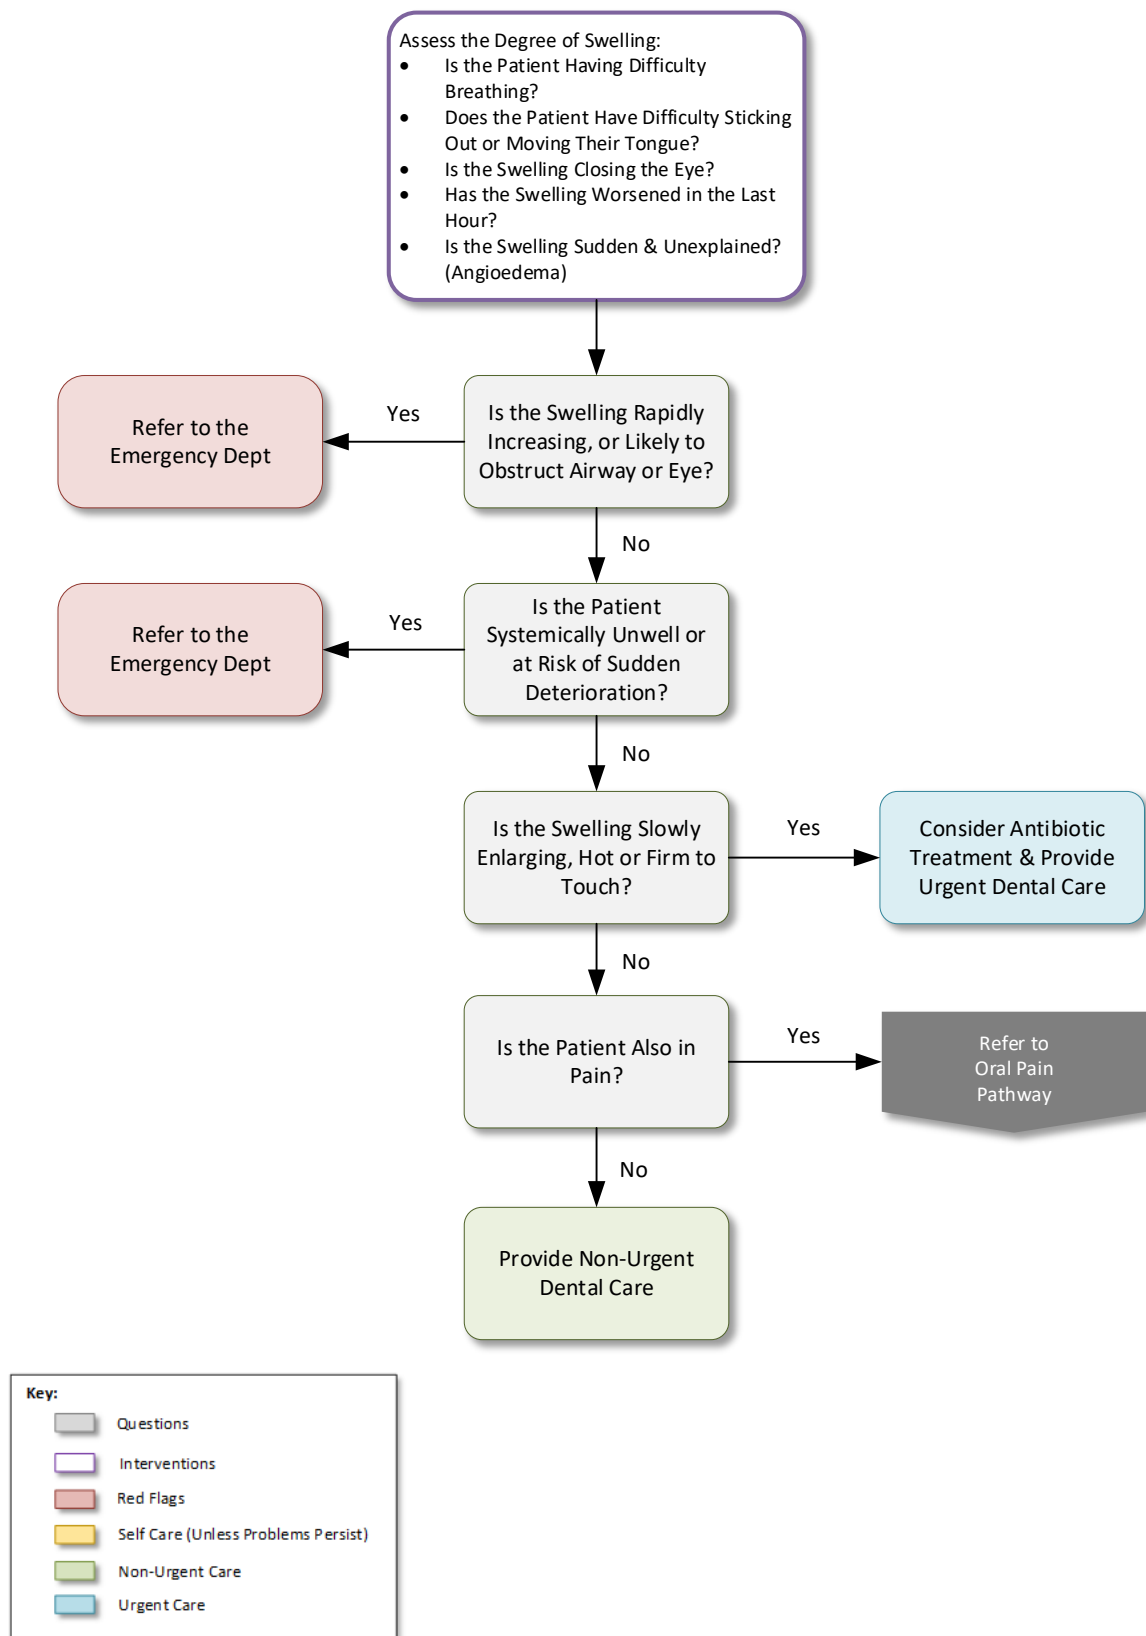 Assess the Degree of Swelling:
• Is the Patient Having Difficulty
Breathing?
• Does the Patient Have Difficulty Sticking
Out or Moving Their Tongue?
• Is the Swelling Closing the Eye?
• Has the Swelling Worsened in the Last
Hour?
• Is the Swelling Sudden & Unexplained?
(Angioedema)
Refer to the
Emergency Dept
Yes
Is the Swelling Rapidly
Increasing, or Likely to
Obstruct Airway or Eye?
No
Refer to the
Emergency Dept
Yes
Is the Patient
Systemically Unwell or
at Risk of Sudden
Deterioration?
No
Is the Swelling Slowly
Enlarging, Hot or Firm to
Touch?
Yes
Consider Antibiotic
Treatment & Provide
Urgent Dental Care
No
Is the Patient Also in
Pain?
Yes
Refer to
Oral Pain
Pathway
No
Provide Non-Urgent
Dental Care
Key:
Questions
Interventions
Red Flags
Self Care (Unless Problems Persist)
Non-Urgent Care
Urgent Care